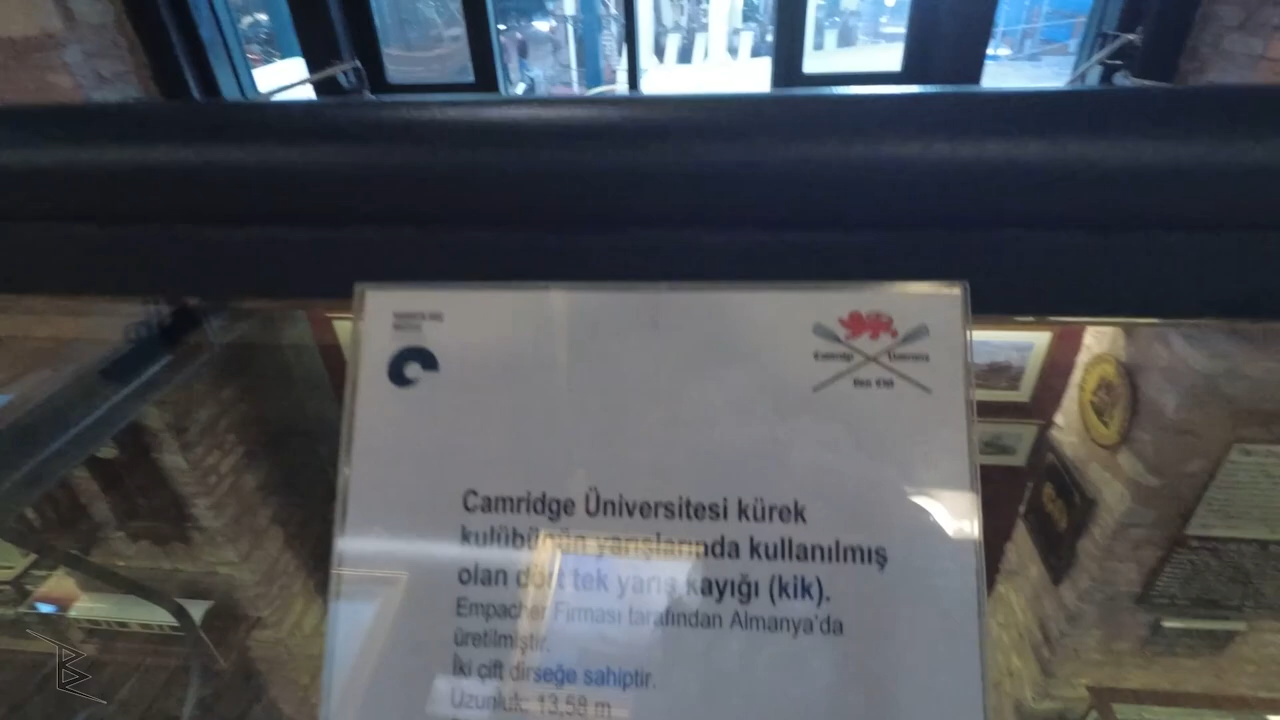 Camridge Üniversitesi kürek
kulübünün yarışlarında kullanılmış
olan dört tek yarış kayığı (kik).
Empacher Firması tarafından Almanya'da
üretilmiştir.
İki çift dirseğe sahiptir.
Uzunluk: 13,58 m